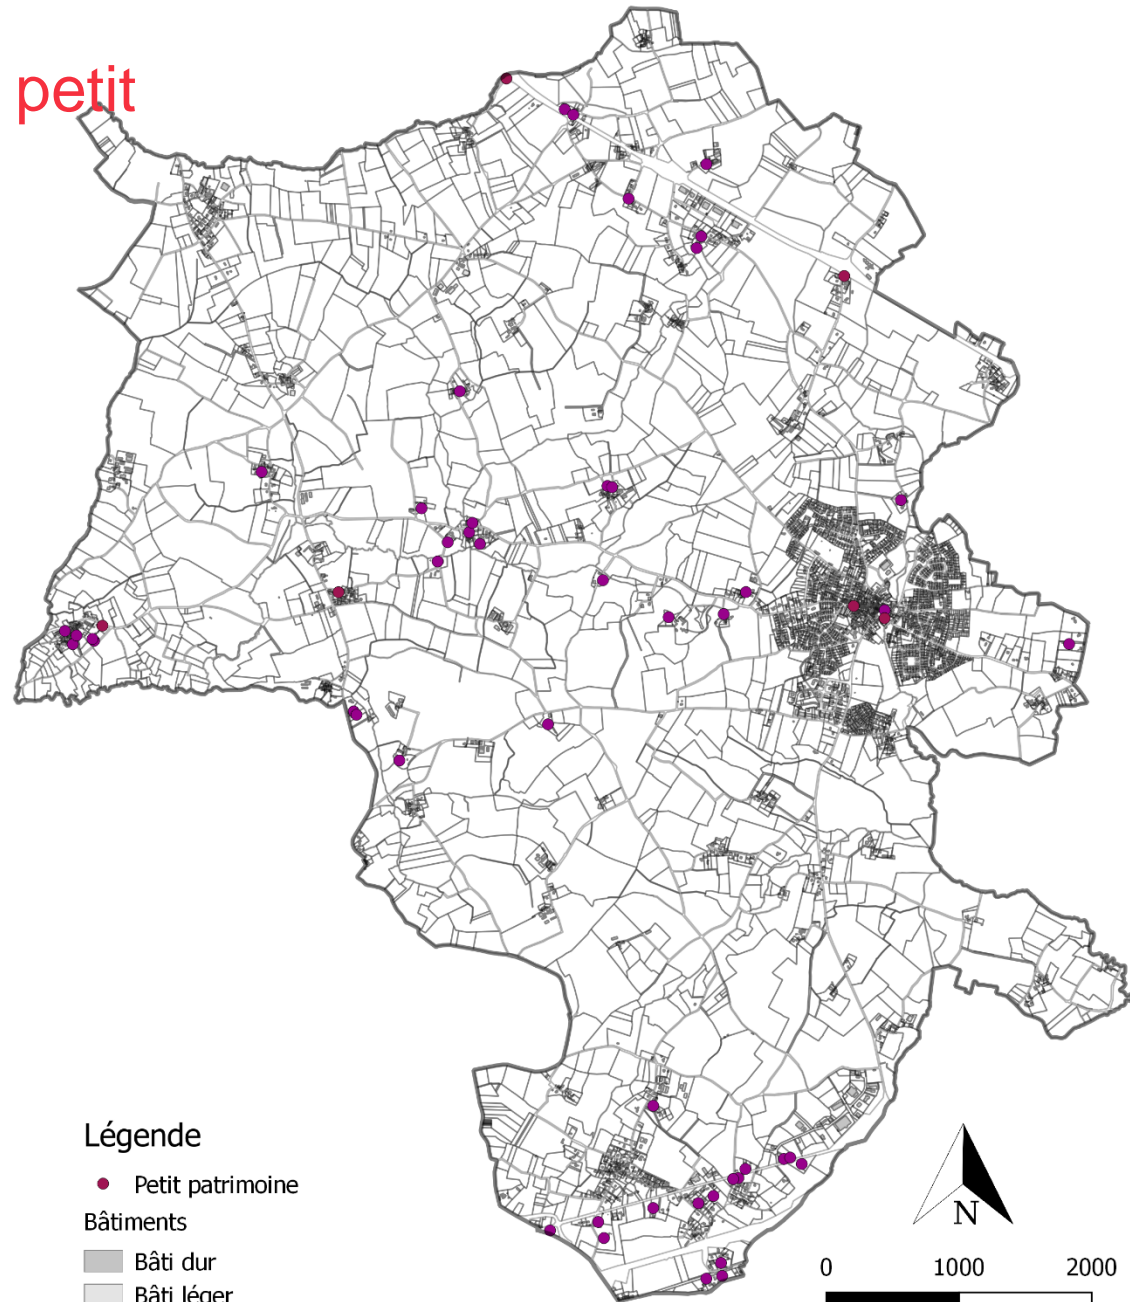 petit
Légende
Petit patrimoine
Bâtiments
Bâti dur
Bâti léger
N
0 1000 2000